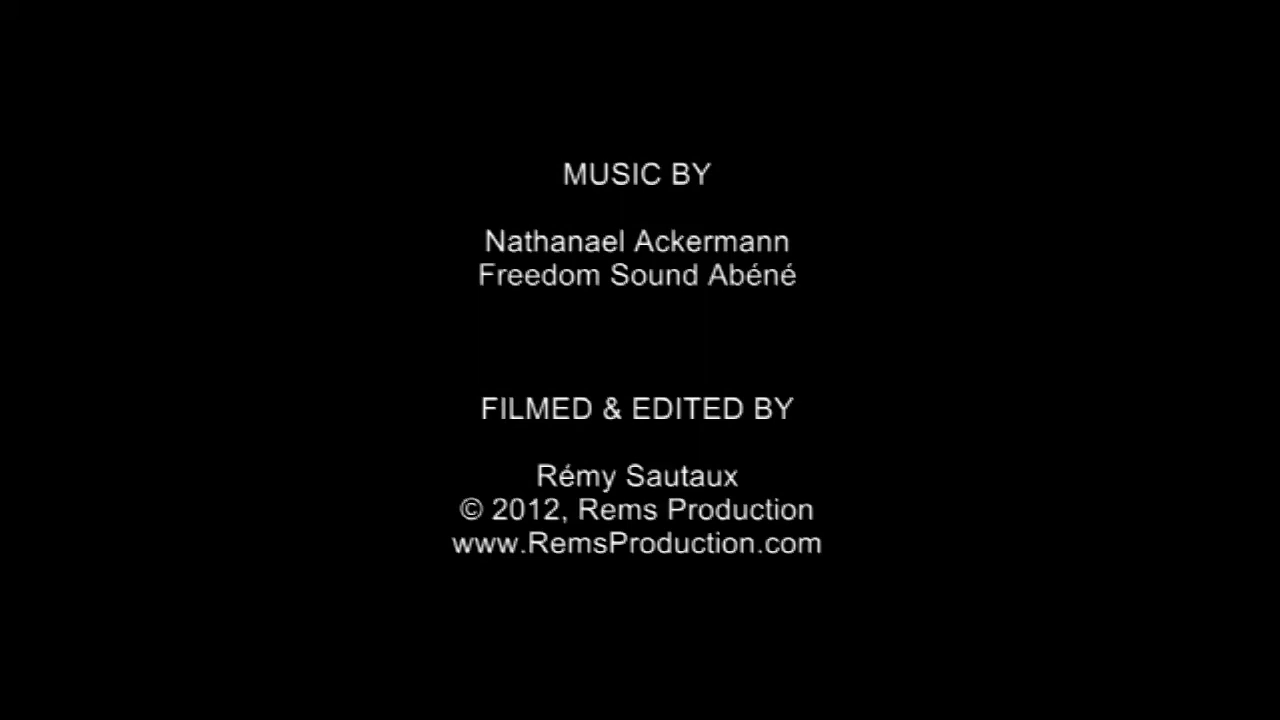 MUSIC BY
Nathanael Ackermann
Freedom Sound Abéné
FILMED & EDITED BY
Rémy Sautaux
© 2012, Rems Production
www.RemsProduction.com